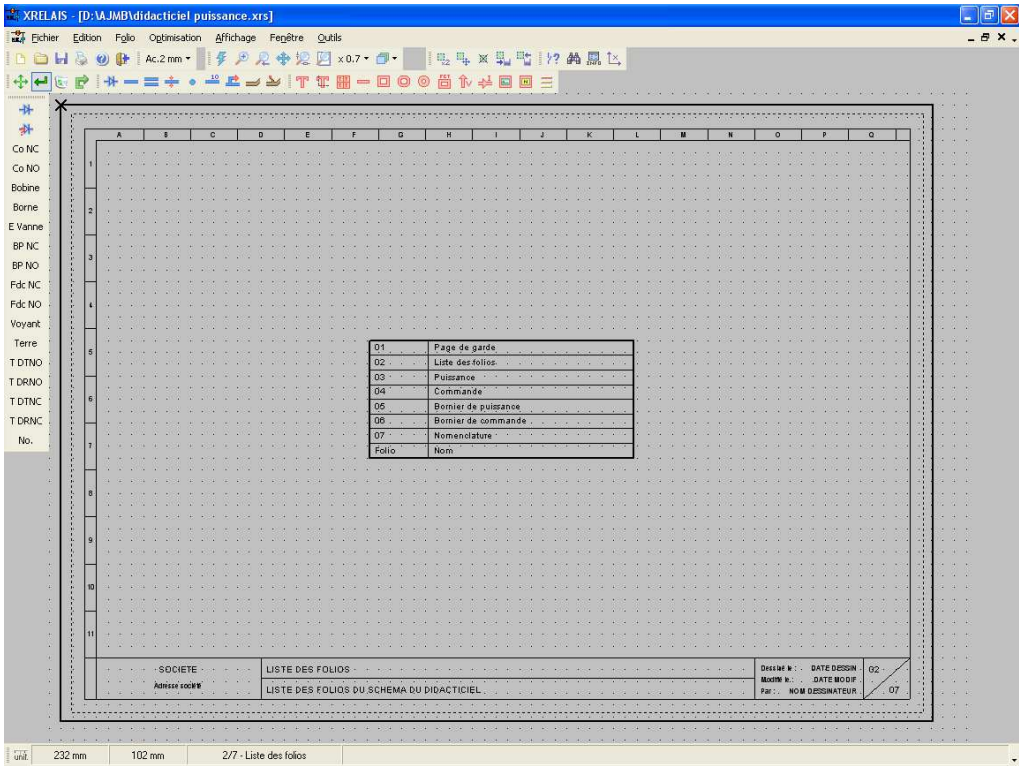 XRELAIS - [D:\AJMB\didacticiel puissance.xrs]
Fichier Edition Folio Optimisation Affichage Fenêtre Outils
Ac.2 mm x0.7
10
Co NC
Co NO
Bobine
Borne
E Vanne
BP NC
BP NO
Fdc NC
Fdc NO
Voyant
Terre
T DTNO
T DRNO
T DTNC
T DRNC
No.
A B C D E F G H I J K L M N O P Q
1
2
3
4
5
6
7
8
9
10
11
01 Page de garde
02 Liste des folios
03 Puissance
04 Commande
05 Bornier de puissance
06 Bornier de commande
07 Nomenclature
Folio Nom
SOCIETE
Adresse société
LISTE DES FOLIOS
LISTE DES FOLIOS DU SCHEMA DU DIDACTICIEL
Dessiné le : DATE DESSIN
Modifié le : DATE MODIF
Par : NOM DESSINATEUR
02
07
unif. 232 mm 102 mm 2/7 - Liste des folios